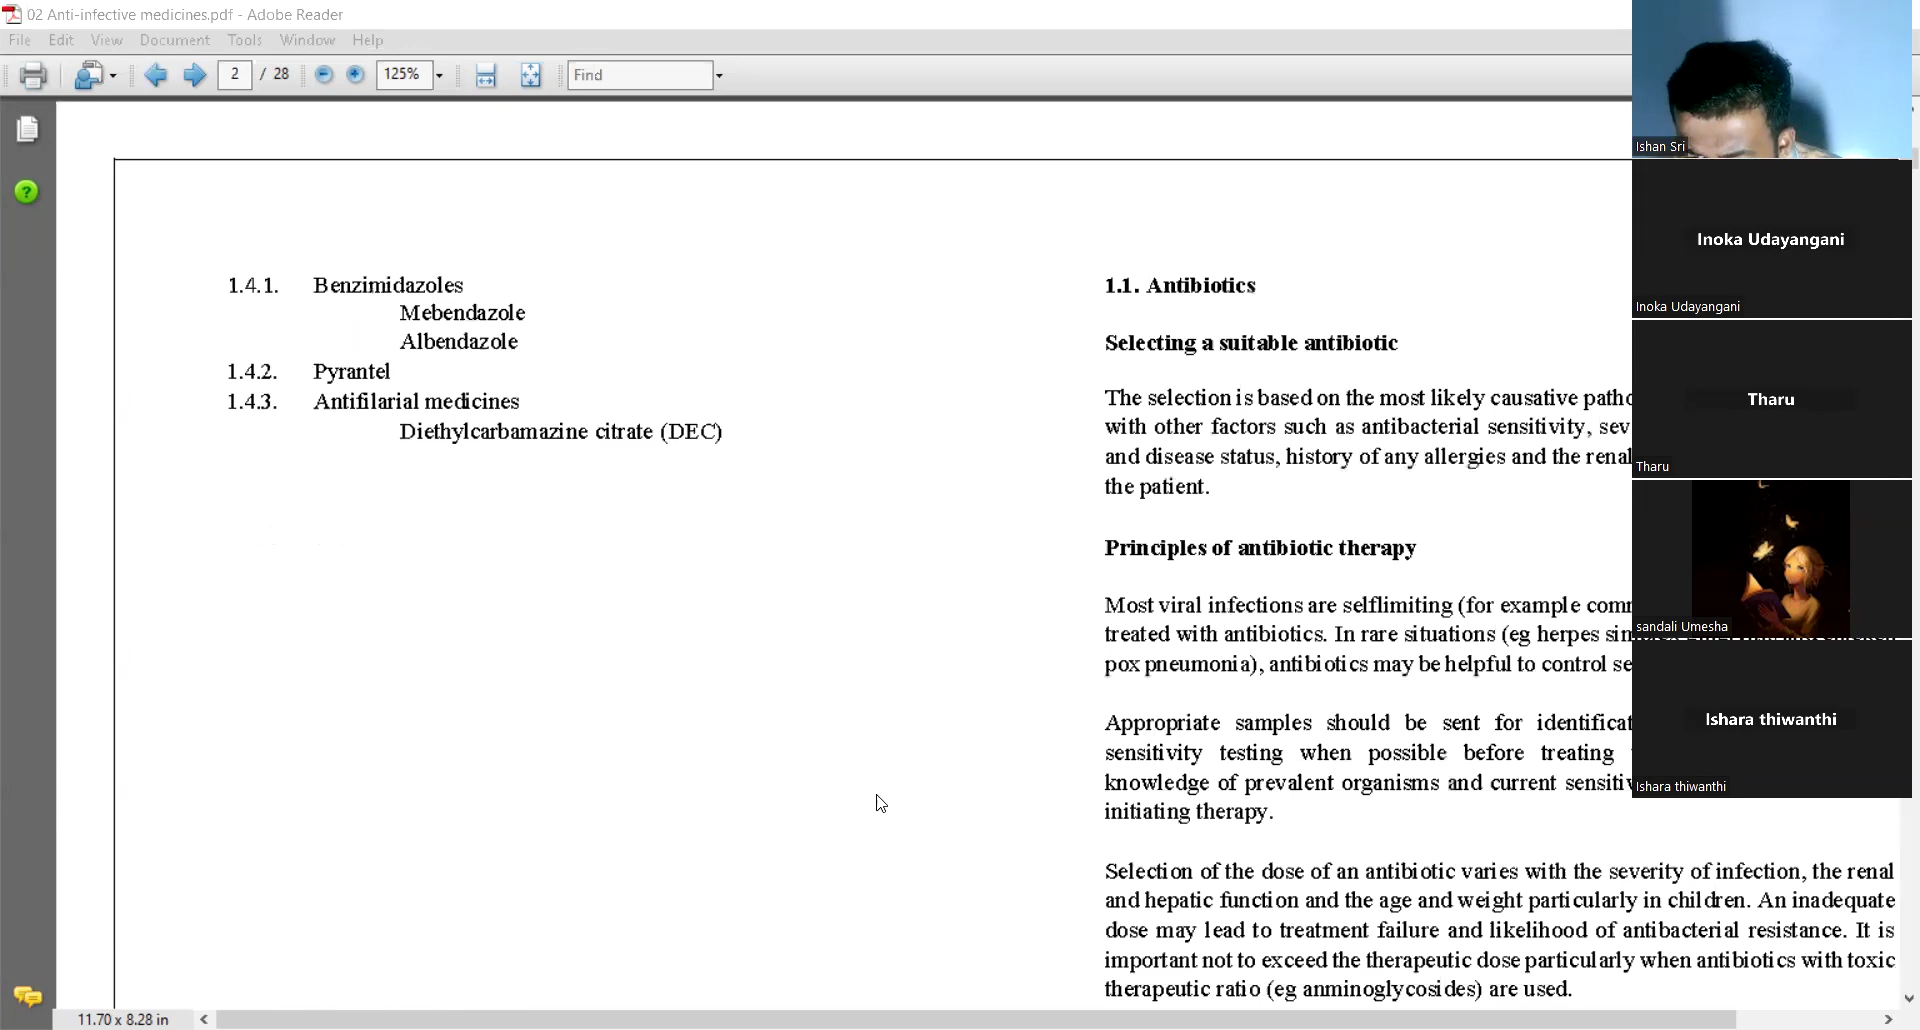 02 Anti-infective medicines.pdf - Adobe Reader
File Edit View Document Tools Window Help
2 / 28
125%
Find
1.4.1. Benzimidazoles
Mebendazole
Albendazole
1.4.2. Pyrantel
1.4.3. Antifilarial medicines
Diethylcarbamazine citrate (DEC)
1.1. Antibiotics
Selecting a suitable antibiotic
The selection is based on the most likely causative patho
with other factors such as antibacterial sensitivity, sev
and disease status, history of any allergies and the renal
the patient.
Principles of antibiotic therapy
Most viral infections are selflimiting (for example com
treated with antibiotics. In rare situations (eg herpes sim
pox pneumonia), antibiotics may be helpful to control se
Appropriate samples should be sent for identificat
sensitivity testing when possible before treating
knowledge of prevalent organisms and current sensitiv
initiating therapy.
Selection of the dose of an antibiotic varies with the severity of infection, the renal
and hepatic function and the age and weight particularly in children. An inadequate
dose may lead to treatment failure and likelihood of antibacterial resistance. It is
important not to exceed the therapeutic dose particularly when antibiotics with toxic
therapeutic ratio (eg anminoglycosides) are used.
11.70 x 8.28 in
Ishan Sri
Inoka Udayangani
Inoka Udayangani
Tharu
Tharu
sandali Umesha
Ishara thiwanthi
Ishara thiwanthi